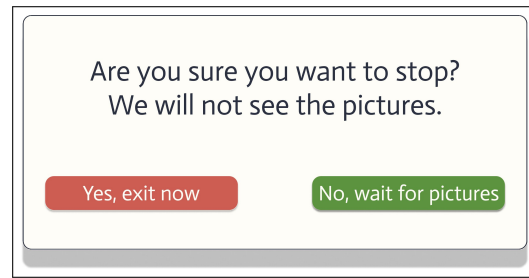 Are you sure you want to stop?
We will not see the pictures.
Yes, exit now
No, wait for pictures